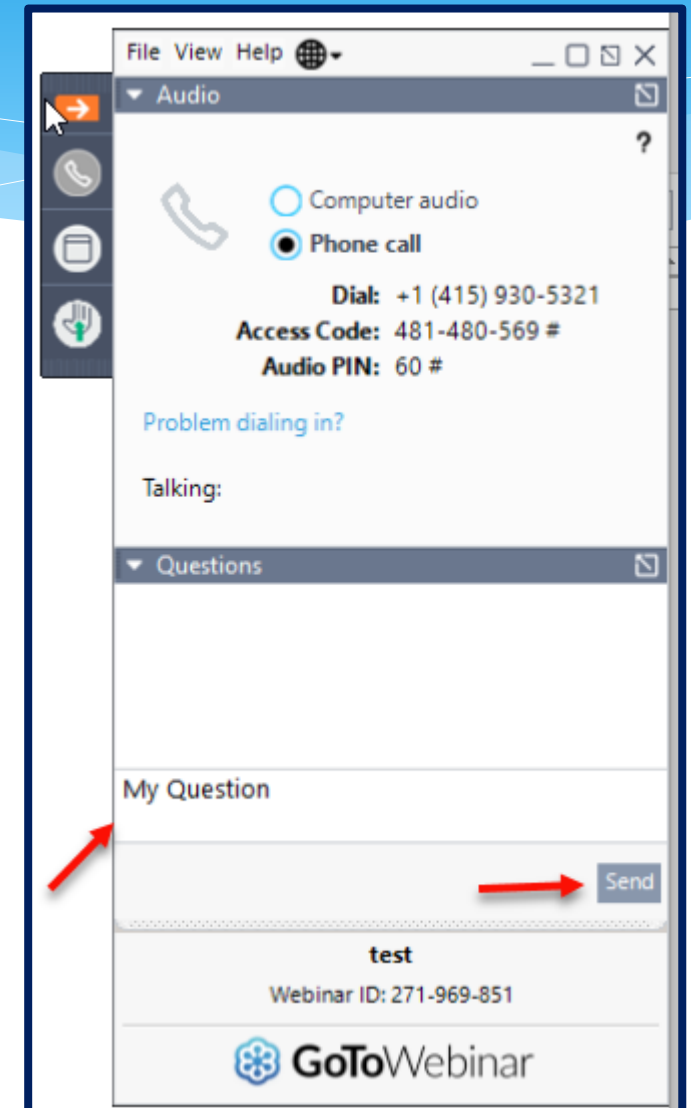 File View Help
Audio
?
Computer audio
Phone call
Dial: +1 (415) 930-5321
Access Code: 481-480-569 #
Audio PIN: 60 #
Problem dialing in?
Talking:
Questions
My Question
Send
test
Webinar ID: 271-969-851
GoToWebinar